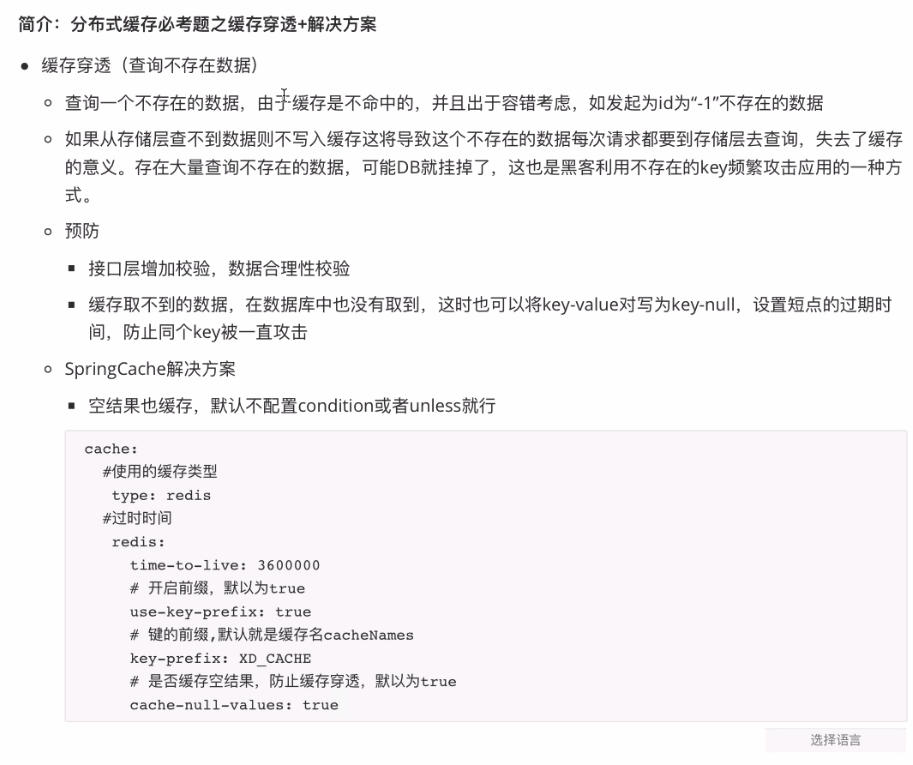 简介：分布式缓存必考题之缓存穿透+解决方案
缓存穿透（查询不存在数据）
查询一个不存在的数据，由于缓存是不命中的，并且出于容错考虑，如发起为id为“-1”不存在的数据
如果从存储层查不到数据则不写入缓存这将导致这个不存在的数据每次请求都要到存储层去查询，失去了缓存
的意义。存在大量查询不存在的数据，可能DB就挂掉了，这也是黑客利用不存在的key频繁攻击应用的一种方
式。
预防
接口层增加校验，数据合理性校验
缓存取不到的数据，在数据库中也没有取到，这时也可以将key-value对写为key-null，设置短点的过期时
间，防止同个key被一直攻击
SpringCache解决方案
空结果也缓存，默认不配置condition或者unless就行
cache:
#使用的缓存类型
type: redis
#过时时间
redis:
time-to-live: 3600000
# 开启前缀，默以为true
use-key-prefix: true
# 键的前缀,默认就是缓存名cacheNames
key-prefix: XD_CACHE
# 是否缓存空结果，防止缓存穿透，默以为true
cache-null-values: true
选择语言